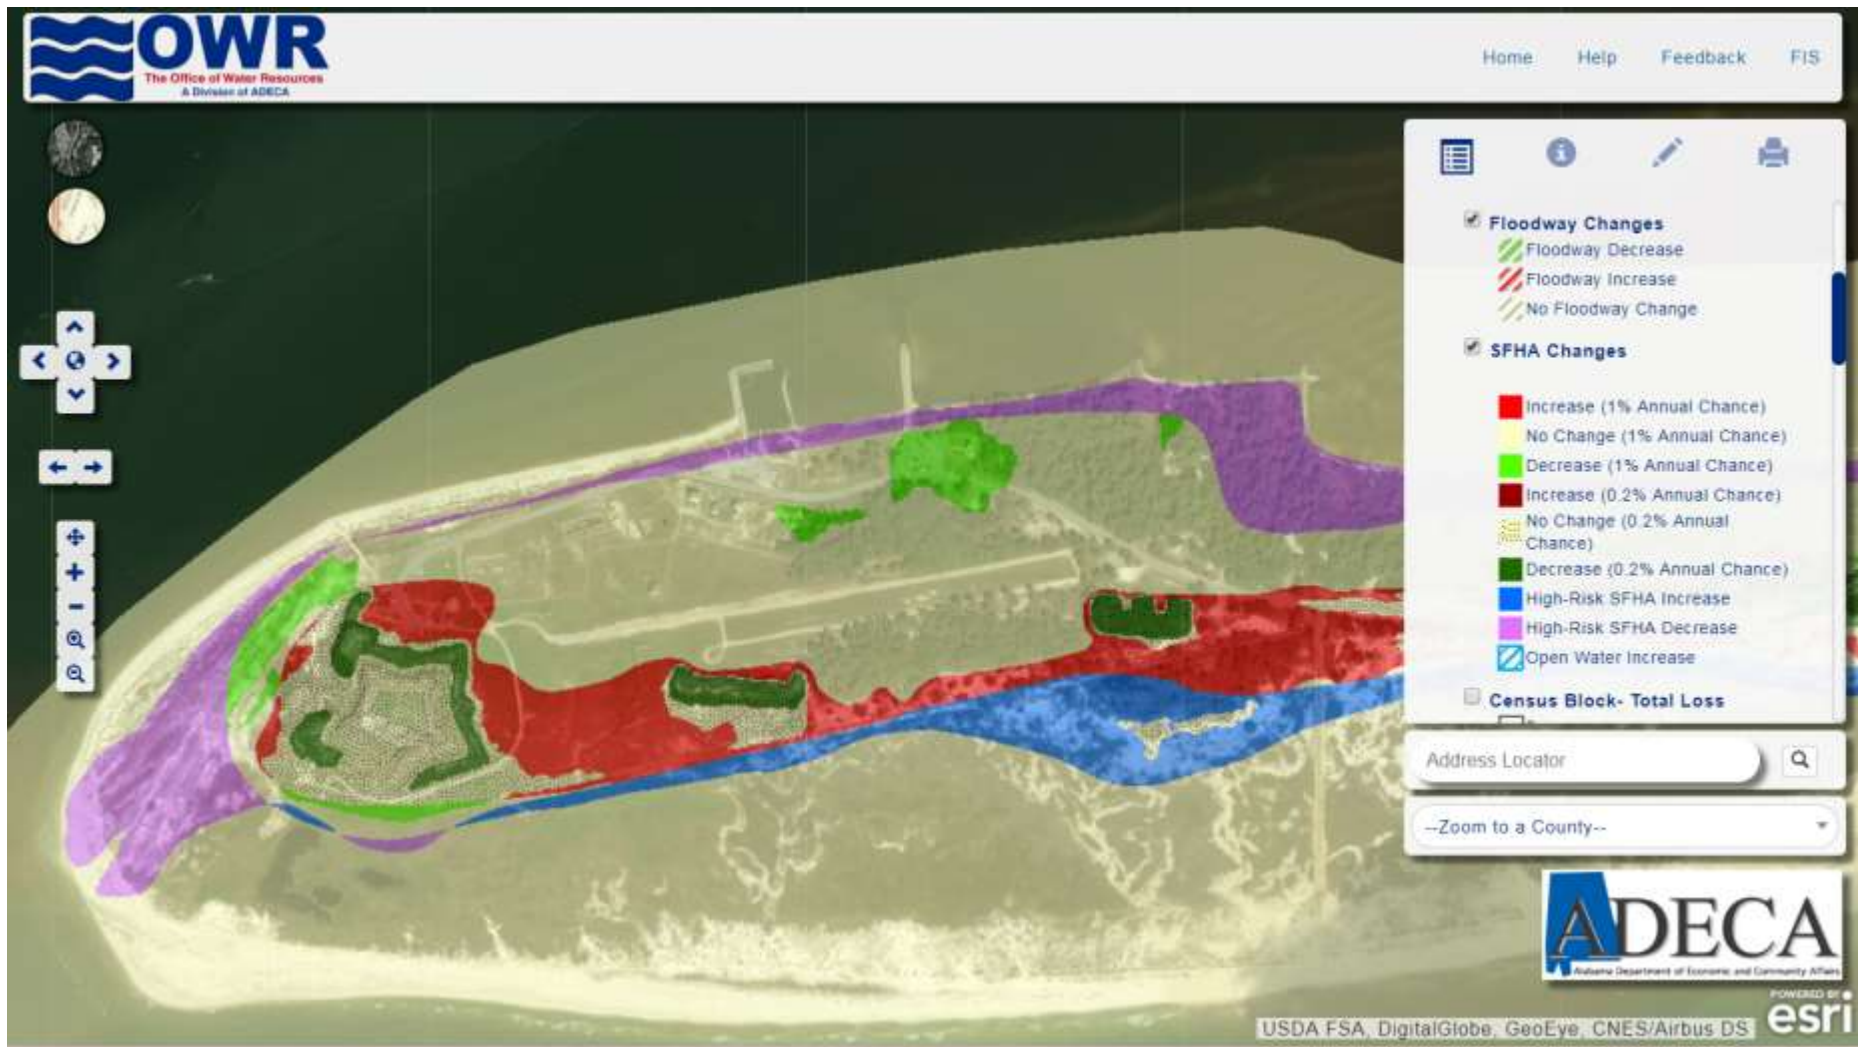 OWR
The Office of Water Resources
A Division of ADECA
Home Help Feedback FIS
Floodway Changes
Floodway Decrease
Floodway Increase
No Floodway Change
SFHA Changes
Increase (1% Annual Chance)
No Change (1% Annual Chance)
Decrease (1% Annual Chance)
Increase (0.2% Annual Chance)
No Change (0.2% Annual
Chance)
Decrease (0.2% Annual Chance)
High-Risk SFHA Increase
High-Risk SFHA Decrease
Open Water Increase
Census Block- Total Loss
Address Locator
--Zoom to a County--
ADECA
Alabama Department of Economic and Community Affairs
POWERED BY
esri
USDA FSA, DigitalGlobe, GeoEye, CNES/Airbus DS